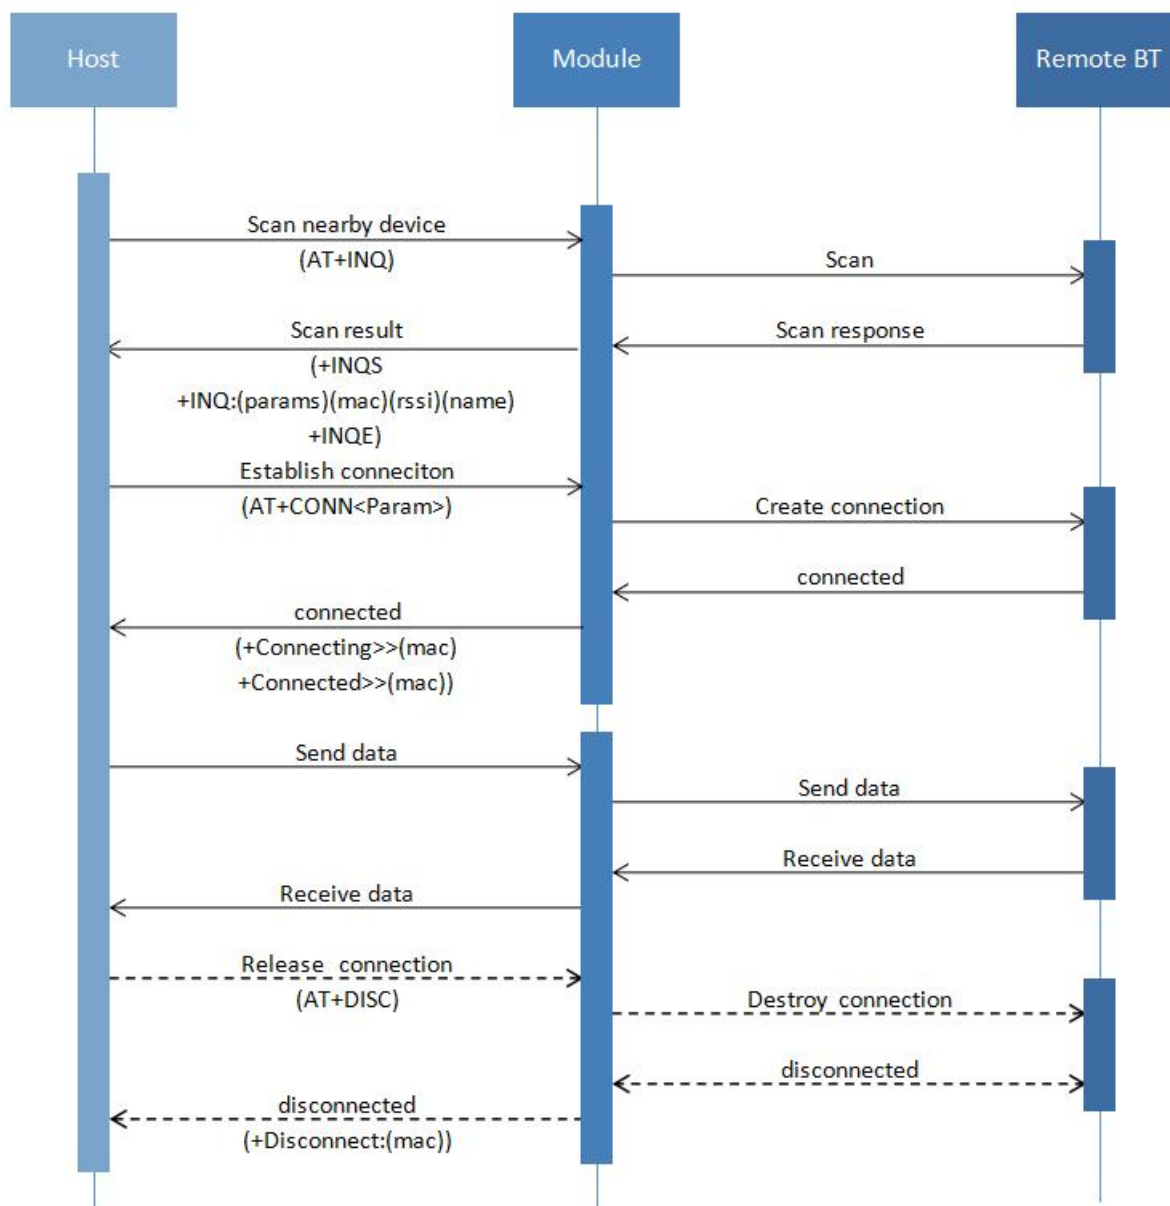 Host
Module
Remote BT
Scan nearby device
(AT+INQ)
Scan
Scan result
Scan response
(+INQS
+INQ:(params)(mac)(rssi)(name)
+INQE)
Establish conneciton
(AT+CONN<Param>)
Create connection
connected
connected
(+Connecting>>(mac)
+Connected>>(mac))
Send data
Send data
Receive data
Receive data
Release connection
(AT+DISC)
Destroy connection
disconnected
disconnected
(+Disconnect:(mac))